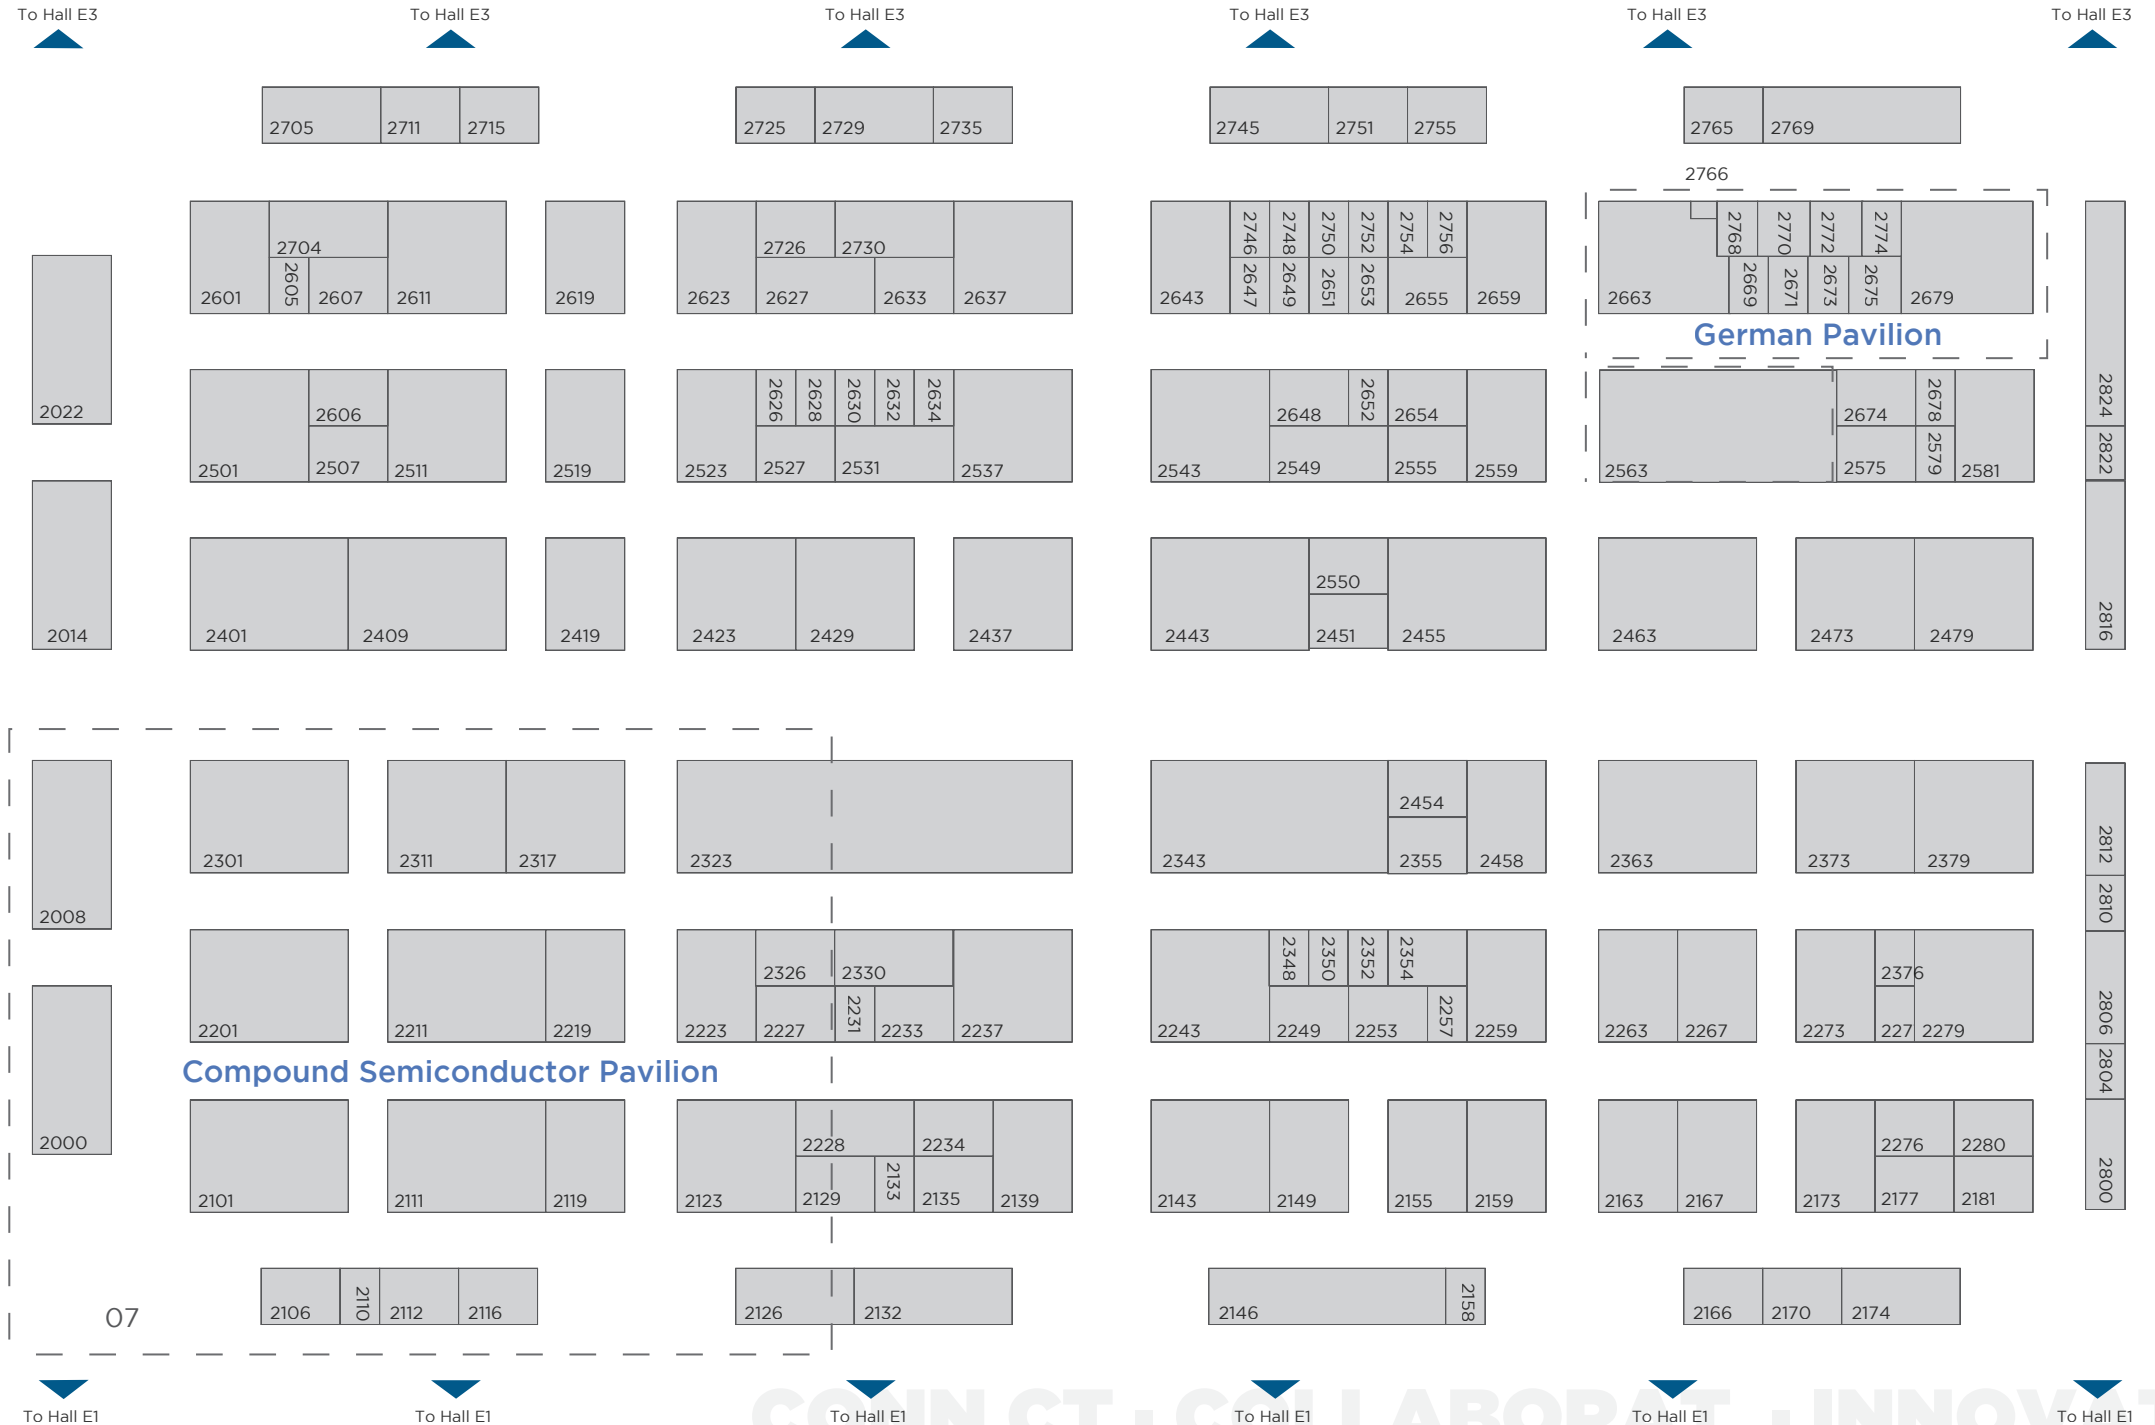 To Hall E3 To Hall E3 To Hall E3 To Hall E3 To Hall E3 To Hall E3
2705 2711 2715 2725 2729 2735 2745 2751 2755 2765 2769
2766
2704 2726 2730 2746 2748 2750 2752 2754 2756 2768 2770 2772 2774
2601 2605 2607 2611 2619 2623 2627 2633 2637 2643 2647 2649 2651 2653 2655 2659 2663 2669 2671 2673 2675 2679
German Pavilion
2022 2606 2626 2628 2630 2632 2634 2648 2652 2654 2674 2678 2824
2501 2507 2511 2519 2523 2527 2531 2537 2543 2549 2555 2559 2563 2575 2579 2581 2822
2550
2014 2401 2409 2419 2423 2429 2437 2443 2451 2455 2463 2473 2479 2816
2454
2301 2311 2317 2323 2343 2355 2458 2363 2373 2379 2812
2008 2810
2326 2330 2348 2350 2352 2354 2376
2201 2211 2219 2223 2227 2231 2233 2237 2243 2249 2253 2257 2259 2263 2267 2273 227 2279 2806
Compound Semiconductor Pavilion 2804
2000 2228 2234 2276 2280
2101 2111 2119 2123 2129 2133 2135 2139 2143 2149 2155 2159 2163 2167 2173 2177 2181 2800
07 2106 2110 2112 2116 2126 2132 2146 2158 2166 2170 2174
To Hall E1 To Hall E1 To Hall E1 To Hall E1 To Hall E1 To Hall E1